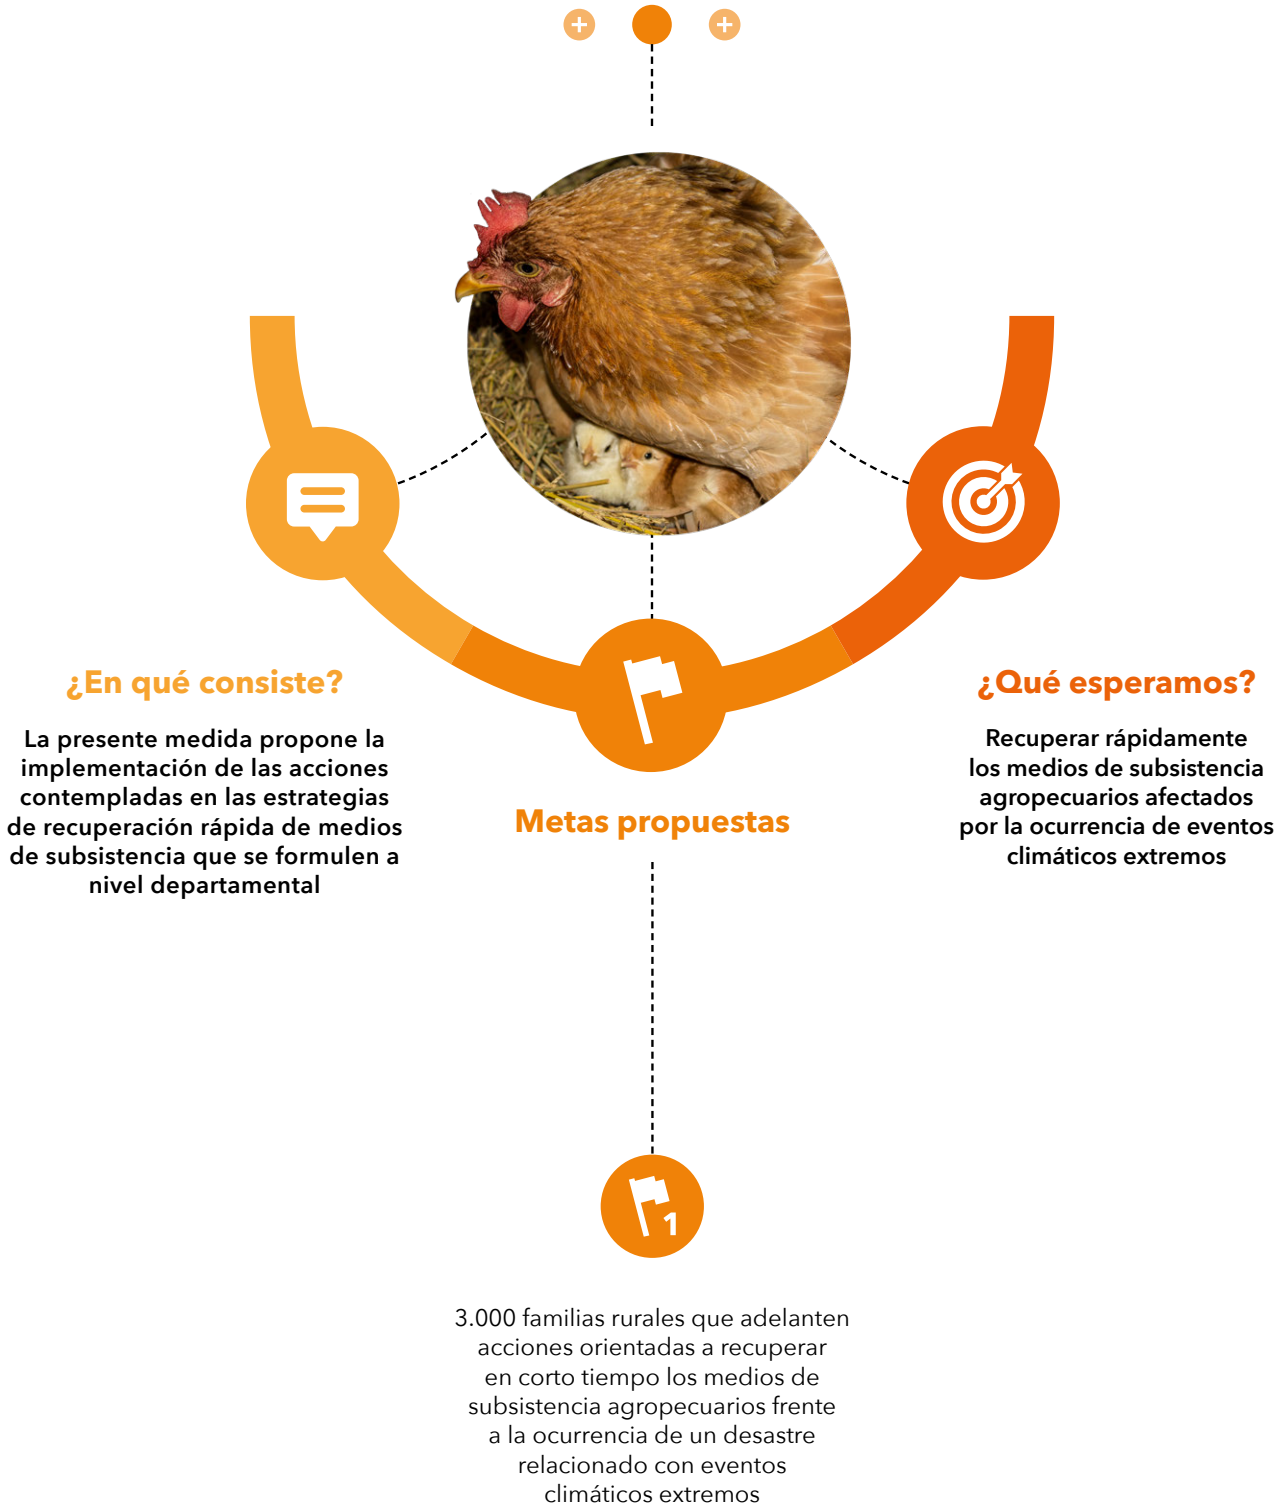 ¿En qué consiste?
La presente medida propone la
implementación de las acciones
contempladas en las estrategias
de recuperación rápida de medios
de subsistencia que se formulen a
nivel departamental
Metas propuestas
¿Qué esperamos?
Recuperar rápidamente
los medios de subsistencia
agropecuarios afectados
por la ocurrencia de eventos
climáticos extremos
1
3.000 familias rurales que adelanten
acciones orientadas a recuperar
en corto tiempo los medios de
subsistencia agropecuarios frente
a la ocurrencia de un desastre
relacionado con eventos
climáticos extremos